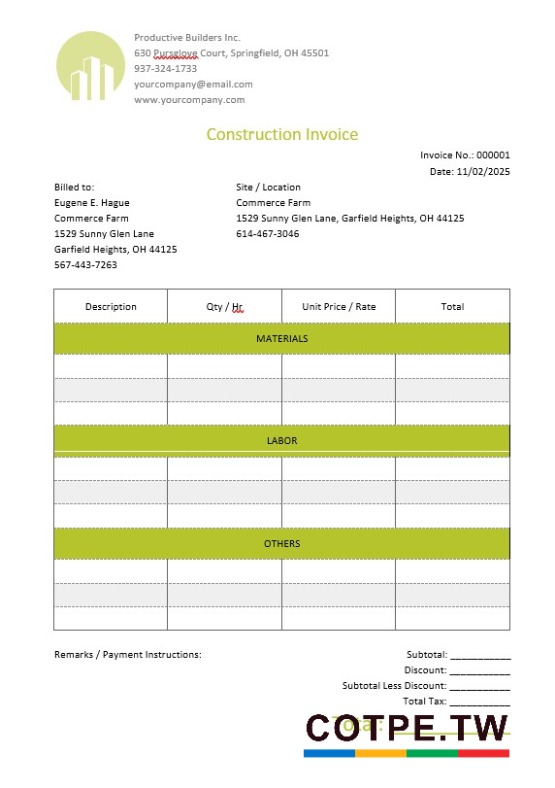 Productive Builders Inc.
630 Pursglove Court, Springfield, OH 45501
937-324-1733
yourcompany@email.com
www.yourcompany.com
Construction Invoice
Invoice No.: 000001
Date: 11/02/2025
Billed to:
Eugene E. Hague
Commerce Farm
1529 Sunny Glen Lane
Garfield Heights, OH 44125
567-443-7263
Site / Location
Commerce Farm
1529 Sunny Glen Lane, Garfield Heights, OH 44125
614-467-3046
Description Qty / Hr Unit Price / Rate Total
MATERIALS
LABOR
OTHERS
Remarks / Payment Instructions:
Subtotal: ___________
Discount: ___________
Subtotal Less Discount: ___________
Total Tax: ___________
Total: ___________
COTPE.TW